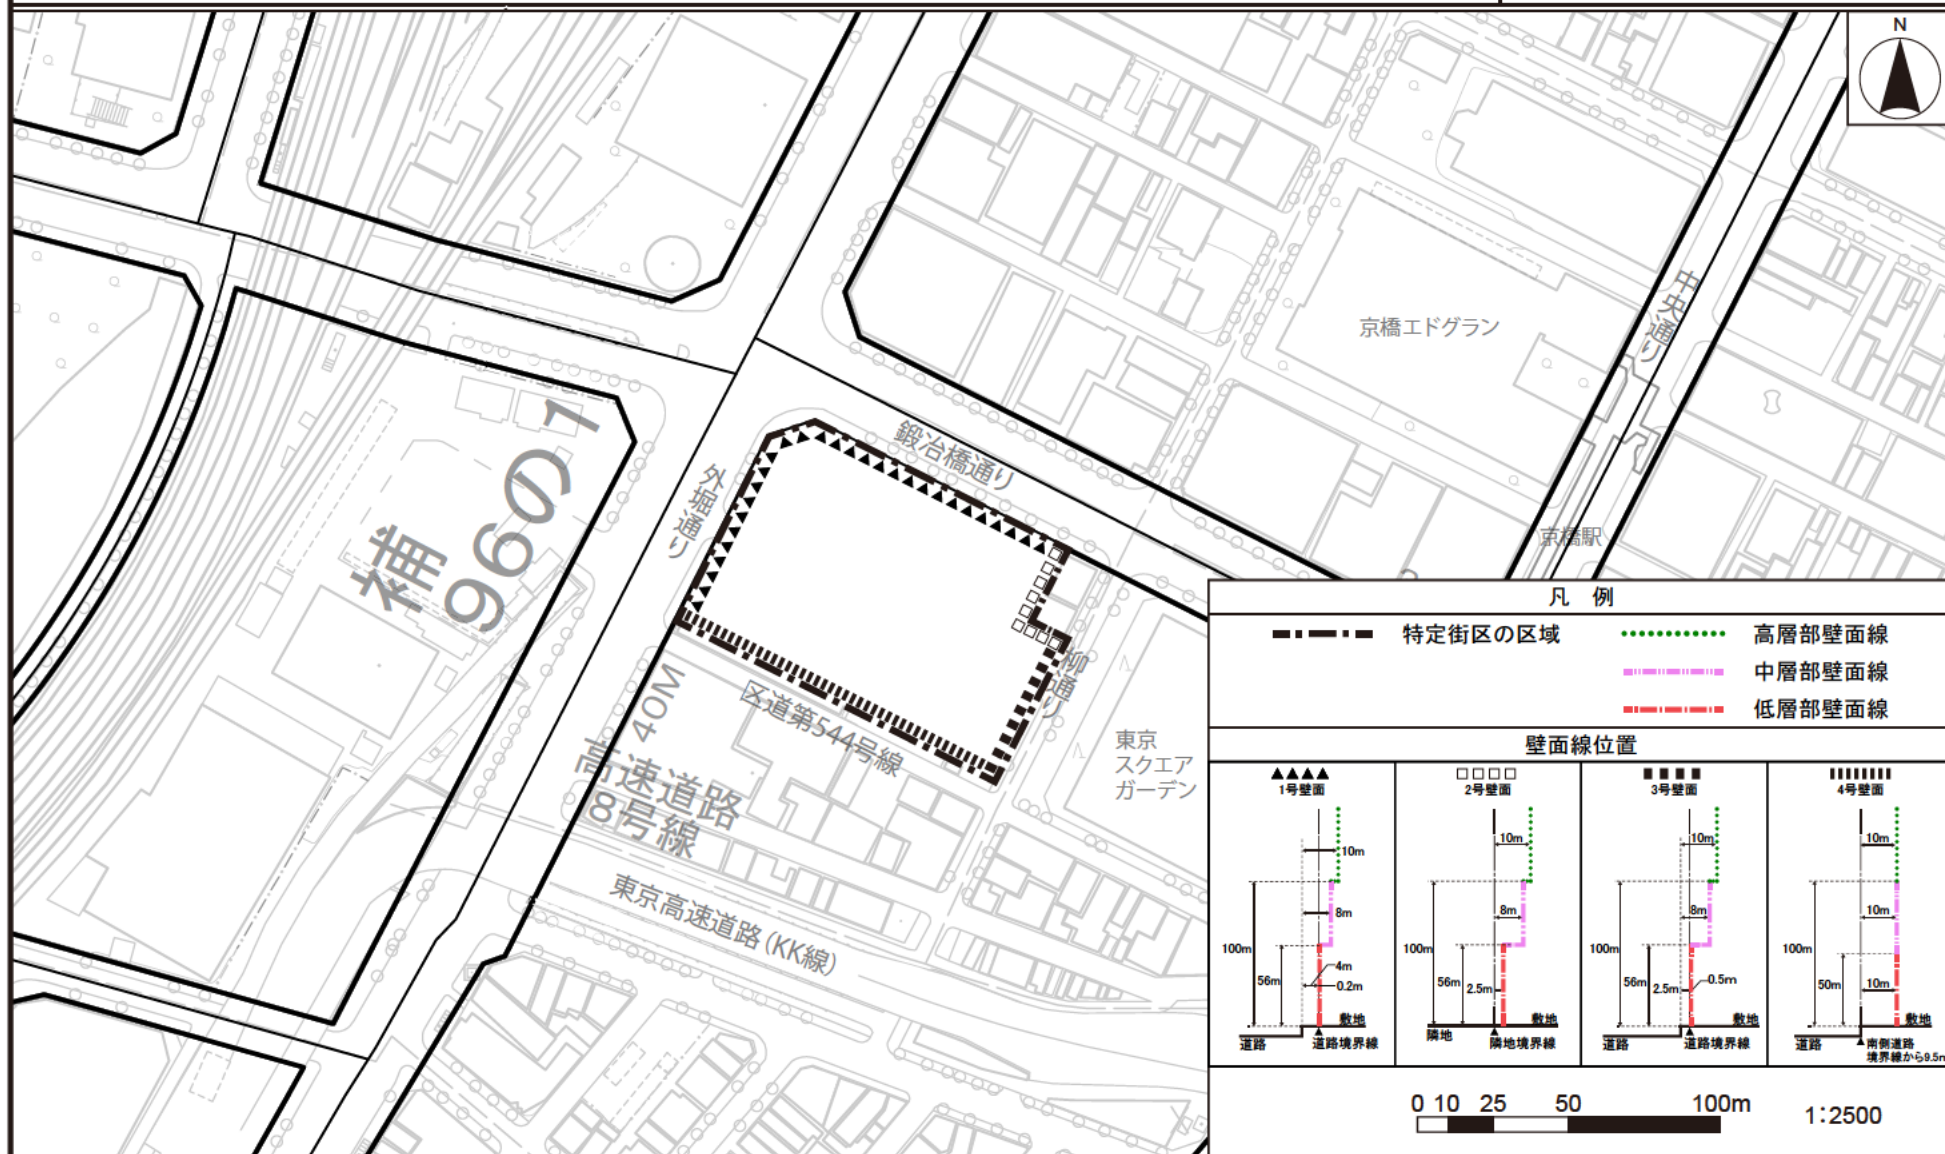 N
中央通り
京橋エドグラン
鍛冶橋通り
外堀通り
補
96の1
京橋駅
柳通り
区道第544号線
40M
高速道路
8号線
東京
スクエア
ガーデン
東京高速道路(KK線)
凡 例
特定街区の区域
高層部壁面線
中層部壁面線
低層部壁面線
壁面線位置
1号壁面
10m
8m
100m
56m
4m
0.2m
敷地
道路
道路境界線
2号壁面
10m
8m
100m
56m
2.5m
敷地
隣地
隣地境界線
3号壁面
10m
8m
100m
56m
2.5m
0.5m
敷地
道路
道路境界線
4号壁面
10m
10m
100m
50m
10m
敷地
道路
南側道路
境界線から9.5m
0 10 25 50 100m
1:2500